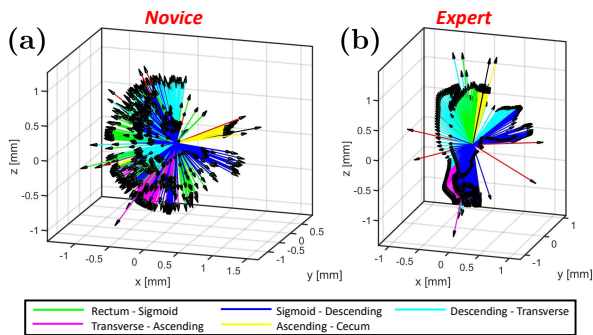 Novice
Expert
(a)
(b)
1
0.5
0
-0.5
-1
z [mm]
-1
-0.5
0
0.5
1
1.5
x [mm]
-1
-0.5
0
0.5
y [mm]
1
0.5
0
-0.5
-1
z [mm]
-1
0
0.5
1
x [mm]
-1
0
1
y [mm]
Rectum - Sigmoid
Sigmoid - Descending
Descending - Transverse
Transverse - Ascending
Ascending - Cecum